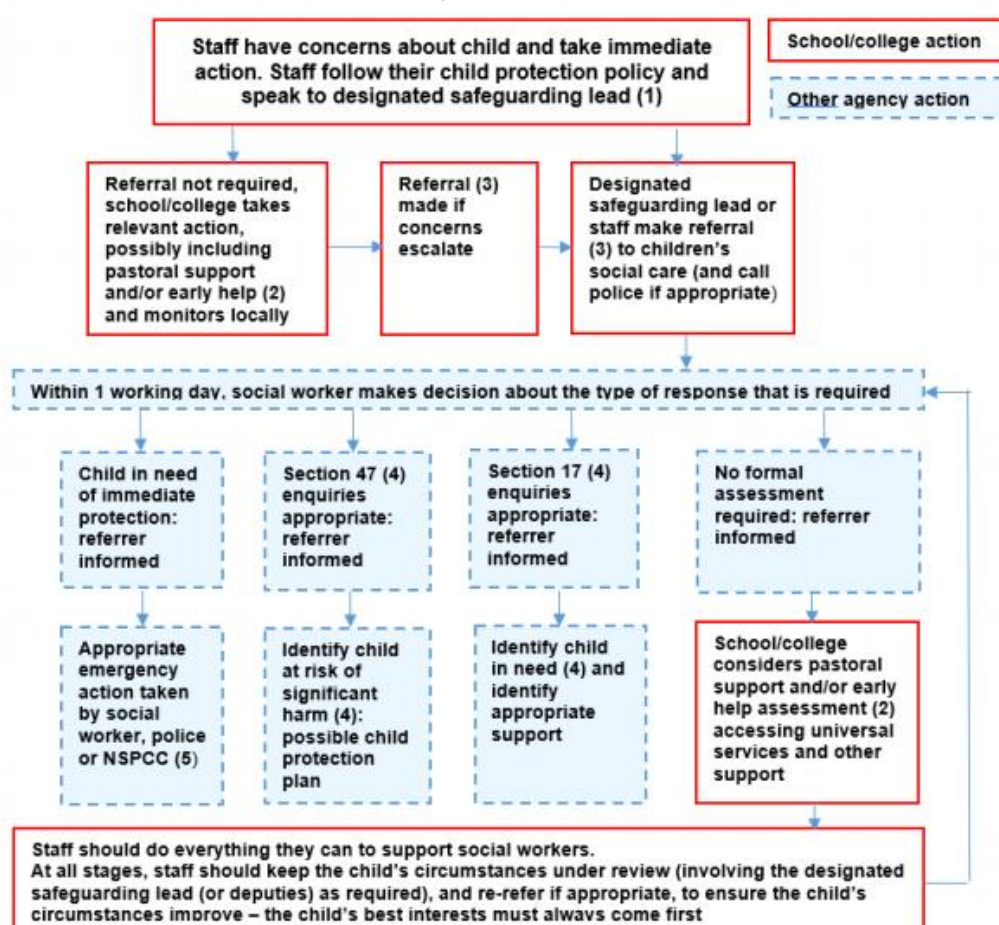 Staff have concerns about child and take immediate
action. Staff follow their child protection policy and
speak to designated safeguarding lead (1)
School/college action
Other agency action
Referral not required,
school/college takes
relevant action,
possibly including
pastoral support
and/or early help (2)
and monitors locally
Referral (3)
made if
concerns
escalate
Designated
safeguarding lead or
staff make referral
(3) to children's
social care (and call
police if appropriate)
Within 1 working day, social worker makes decision about the type of response that is required
Child in need
of immediate
protection:
referrer
informed
Section 47 (4)
enquiries
appropriate:
referrer
informed
Section 17 (4)
enquiries
appropriate:
referrer
informed
No formal
assessment
required: referrer
informed
Appropriate
emergency
action taken
by social
worker, police
or NSPCC (5)
Identify child
at risk of
significant
harm (4):
possible child
protection
plan
Identify child
in need (4) and
identify
appropriate
support
School/college
considers pastoral
support and/or early
help assessment (2)
accessing universal
services and other
support
Staff should do everything they can to support social workers.
At all stages, staff should keep the child's circumstances under review (involving the designated
safeguarding lead (or deputies) as required), and re-refer if appropriate, to ensure the child's
circumstances improve – the child's best interests must always come first